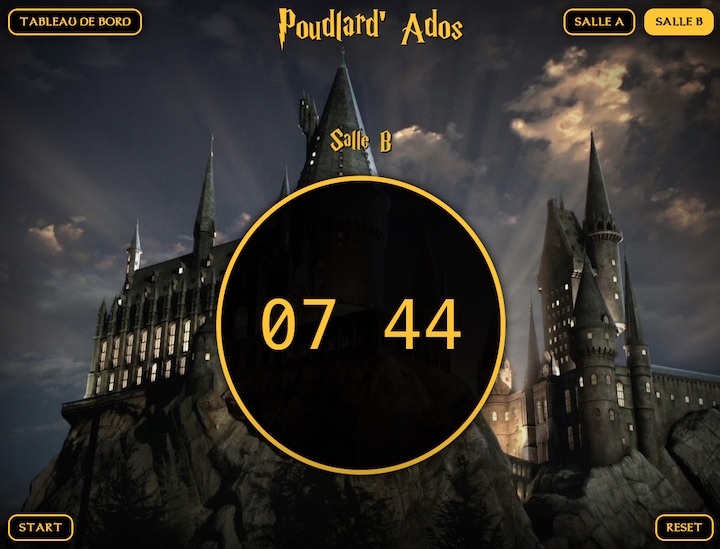 TABLEAU DE BORD
Poudlard' Ados
SALLE A
SALLE B
Salle B
07 44
START
RESET